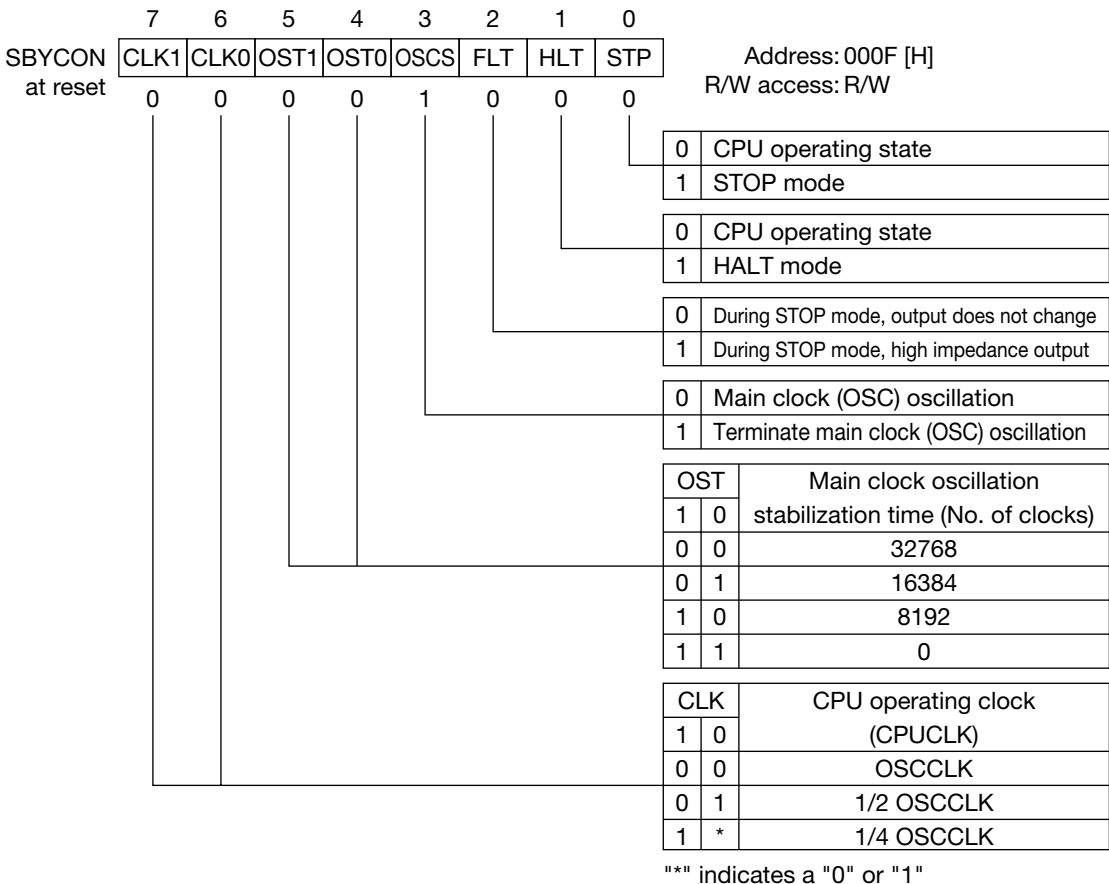 7 6 5 4 3 2 1 0
SBYCON CLK1 CLK0 OST1 OST0 OSCS FLT HLT STP
at reset 0 0 0 0 1 0 0 0
Address: 000F [H]
R/W access: R/W
0 CPU operating state
1 STOP mode
0 CPU operating state
1 HALT mode
0 During STOP mode, output does not change
1 During STOP mode, high impedance output
0 Main clock (OSC) oscillation
1 Terminate main clock (OSC) oscillation
OST Main clock oscillation
1 0 stabilization time (No. of clocks)
0 0 32768
0 1 16384
1 0 8192
1 1 0
CLK CPU operating clock
1 0 (CPUCLK)
0 0 OSCCLK
0 1 1/2 OSCCLK
1 * 1/4 OSCCLK
"*" indicates a "0" or "1"